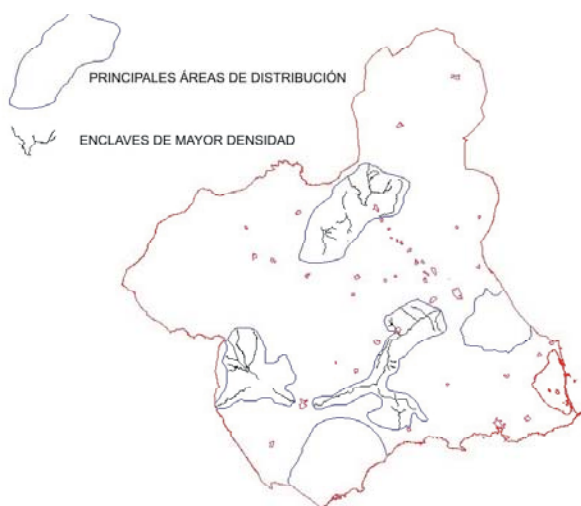 PRINCIPALES ÁREAS DE DISTRIBUCIÓN
ENCLAVES DE MAYOR DENSIDAD